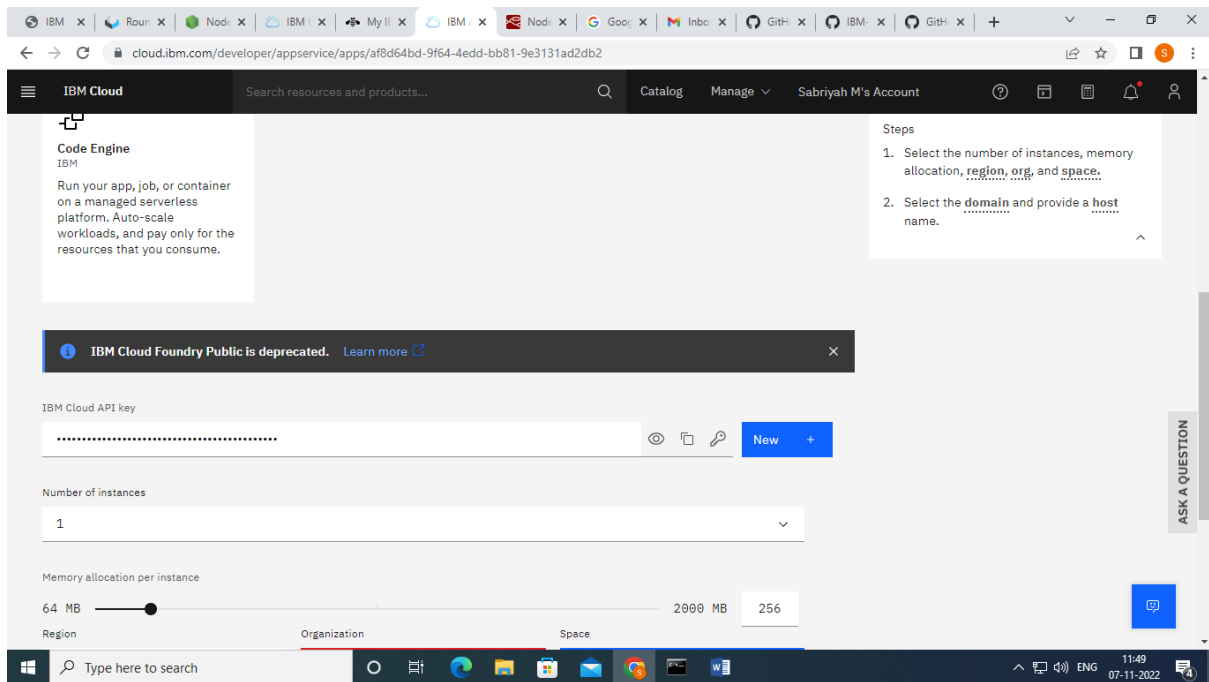 IBM
Roun
Node
IBM
My IE
IBM
Node
Goog
Inbo
GitH
IBM-
GitH
cloud.ibm.com/developer/appservice/apps/af8d64bd-9f64-4edd-bb81-9e3131ad2db2
S
IBM Cloud
Search resources and products...
Catalog
Manage
Sabriyah M's Account
Code Engine
IBM
Run your app, job, or container
on a managed serverless
platform. Auto-scale
workloads, and pay only for the
resources that you consume.
Steps
1. Select the number of instances, memory
allocation, region, org, and space.
2. Select the domain and provide a host
name.
IBM Cloud Foundry Public is deprecated. Learn more
IBM Cloud API key
New +
Number of instances
1
Memory allocation per instance
64 MB
2000 MB
256
Region
Organization
Space
ASK A QUESTION
Type here to search
ENG
11:49
07-11-2022
4